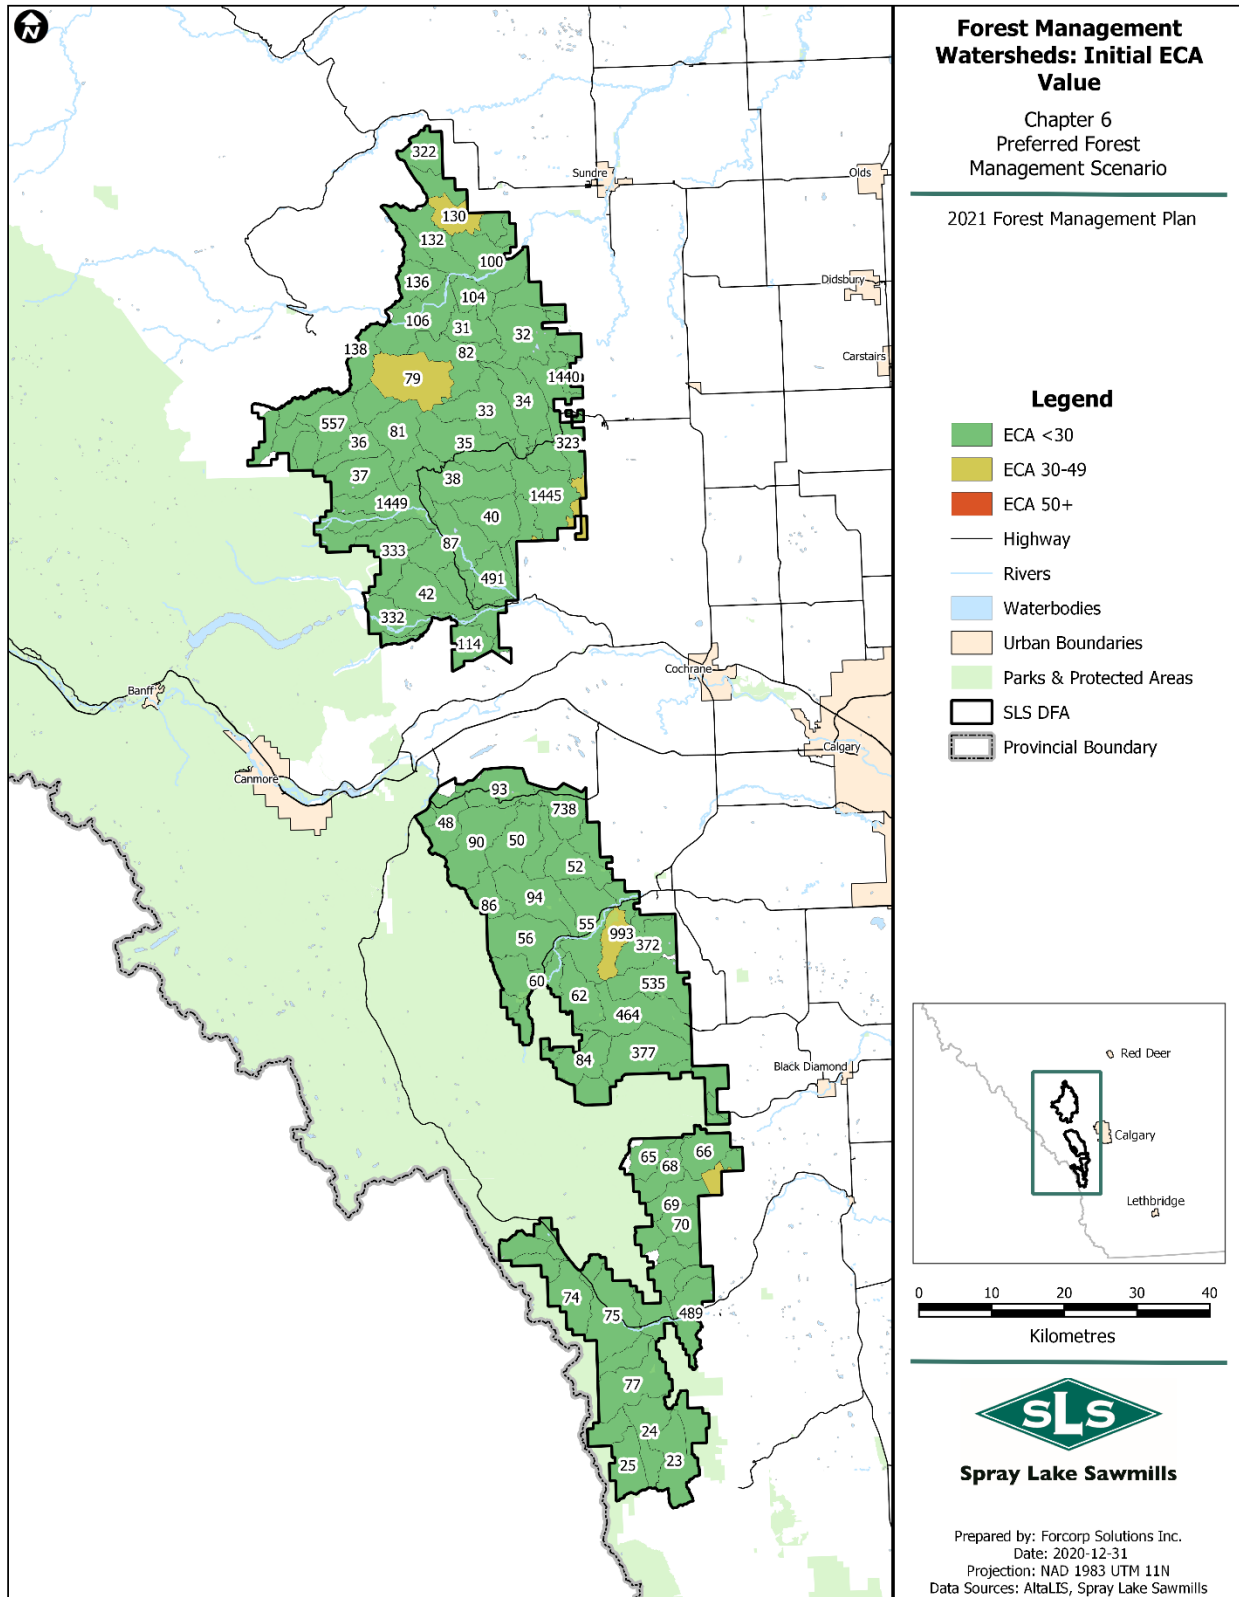 N
Forest Management
Watersheds: Initial ECA
Value
Chapter 6
Preferred Forest
Management Scenario
2021 Forest Management Plan
Legend
ECA <30
ECA 30-49
ECA 50+
Highway
Rivers
Waterbodies
Urban Boundaries
Parks & Protected Areas
SLS DFA
Provincial Boundary
322
Sundre
Olds
130
132
100
136
Didsbury
104
106
31
32
138
82
Carstairs
79
1440
34
33
557
81
36
35
323
37
38
1445
1449
40
87
333
491
42
332
114
Cochrane
Banff
Calgary
Canmore
93
48
738
90
50
52
94
86
55
993
56
372
60
535
62
464
377
84
Black Diamond
65
66
68
69
70
74
75
489
77
24
25
23
Red Deer
Calgary
Lethbridge
0 10 20 30 40
Kilometres
SLS
Spray Lake Sawmills
Prepared by: Forcorp Solutions Inc.
Date: 2020-12-31
Projection: NAD 1983 UTM 11N
Data Sources: AltaLIS, Spray Lake Sawmills